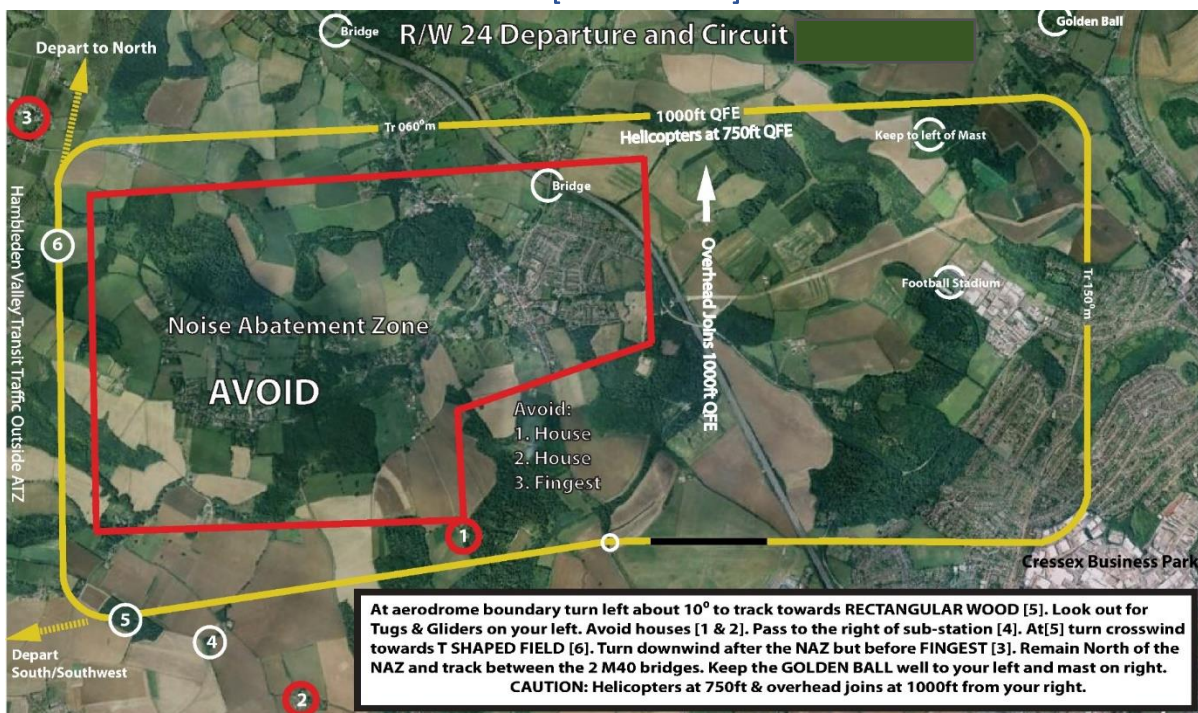 Bridge
R/W 24 Departure and Circuit
Golden Ball
Depart to North
3
Tr 060°m
1000ft QFE
Helicopters at 750ft QFE
Keep to left of Mast
Bridge
Hambleden Valley Transit Traffic Outside ATZ
6
Overhead Joins 1000ft QFE
Football Stadium
Tr 150°m
Noise Abatement Zone
AVOID
Avoid:
1. House
2. House
3. Fingest
1
Cressex Business Park
5
4
Depart
South/Southwest
2
At aerodrome boundary turn left about 10⁰ to track towards RECTANGULAR WOOD [5]. Look out for
Tugs & Gliders on your left. Avoid houses [1 & 2]. Pass to the right of sub-station [4]. At[5] turn crosswind
towards T SHAPED FIELD [6]. Turn downwind after the NAZ but before FINGEST [3]. Remain North of the
NAZ and track between the 2 M40 bridges. Keep the GOLDEN BALL well to your left and mast on right.
CAUTION: Helicopters at 750ft & overhead joins at 1000ft from your right.